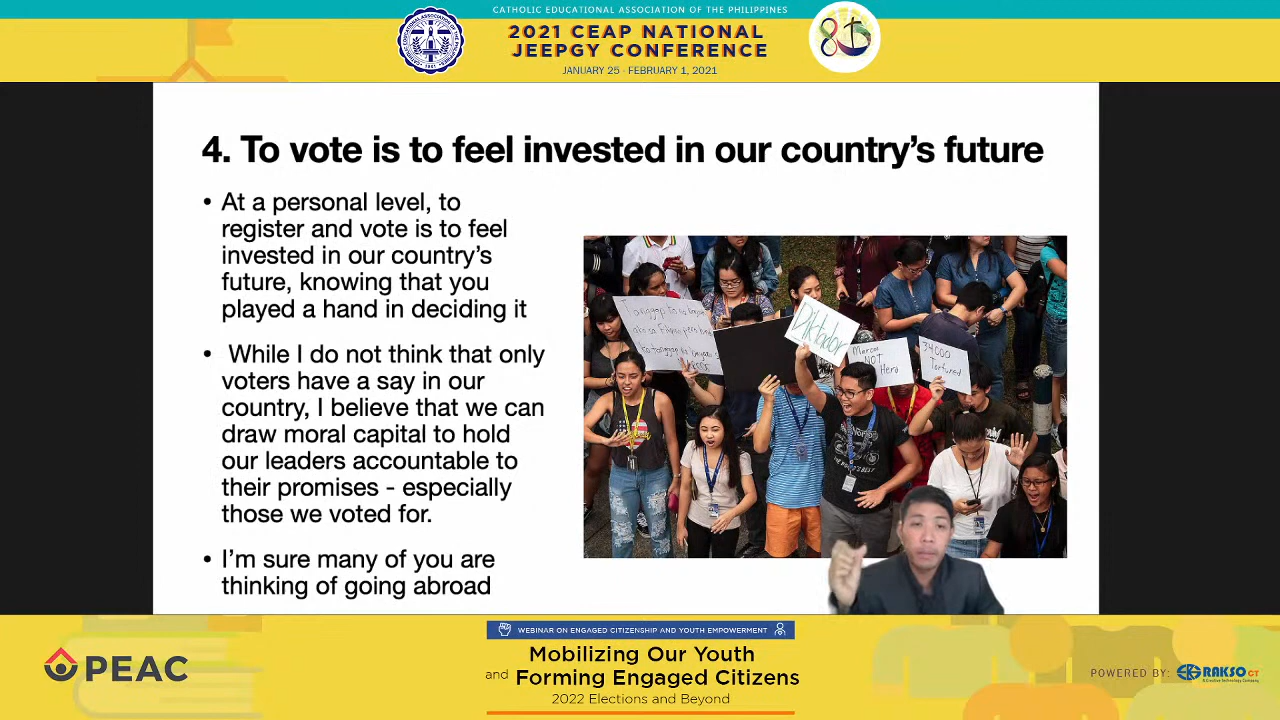 CATHOLIC EDUCATIONAL ASSOCIATION OF THE PHILIPPINES
2021 CEAP NATIONAL
JEEPGY CONFERENCE
JANUARY 25 - FEBRUARY 1, 2021
4. To vote is to feel invested in our country's future
• At a personal level, to
register and vote is to feel
invested in our country's
future, knowing that you
played a hand in deciding it
• While I do not think that only
voters have a say in our
country, I believe that we can
draw moral capital to hold
our leaders accountable to
their promises - especially
those we voted for.
• I'm sure many of you are
thinking of going abroad
Diktador
Marcos
NOT
Hero
34000
Tortured
PEAC
WEBINAR ON ENGAGED CITIZENSHIP AND YOUTH EMPOWERMENT
Mobilizing Our Youth
and Forming Engaged Citizens
2022 Elections and Beyond
POWERED BY: RAKSO CT